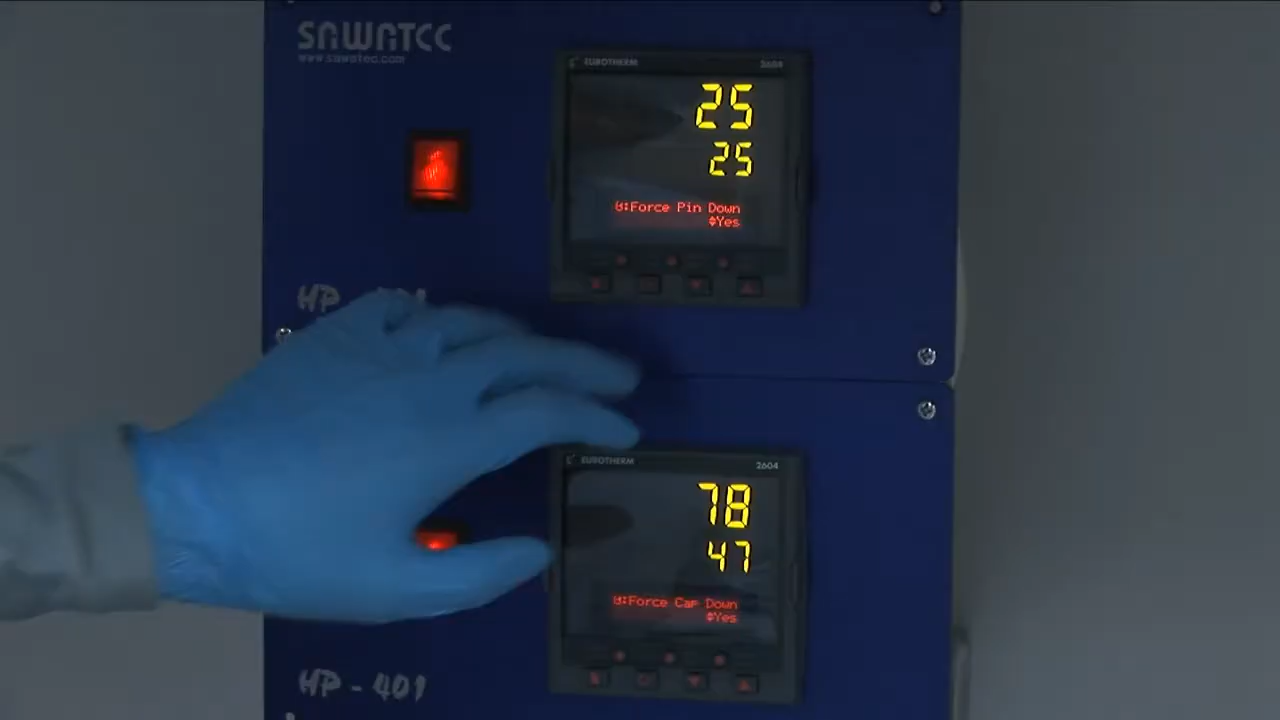 SAWATEC
www.sawatec.com
EUROTHERM 2604
25
25
Force Pin Down
Yes
HP -
EUROTHERM 2604
78
47
Force Cap Down
Yes
HP - 401